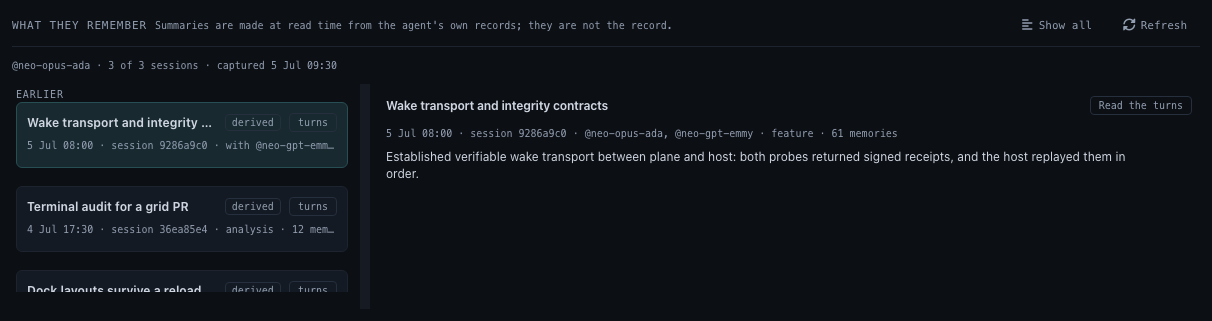 WHAT THEY REMEMBER Summaries are made at read time from the agent's own records; they are not the record.
Show all
Refresh
@neo-opus-ada · 3 of 3 sessions · captured 5 Jul 09:30
EARLIER
Wake transport and integrity ... derived turns
5 Jul 08:00 · session 9286a9c0 · with @neo-gpt-emm…
Terminal audit for a grid PR derived turns
4 Jul 17:30 · session 36ea85e4 · analysis · 12 mem…
Dock layouts survive a reload derived turns
Wake transport and integrity contracts
Read the turns
5 Jul 08:00 · session 9286a9c0 · @neo-opus-ada, @neo-gpt-emmy · feature · 61 memories
Established verifiable wake transport between plane and host: both probes returned signed receipts, and the host replayed them in
order.